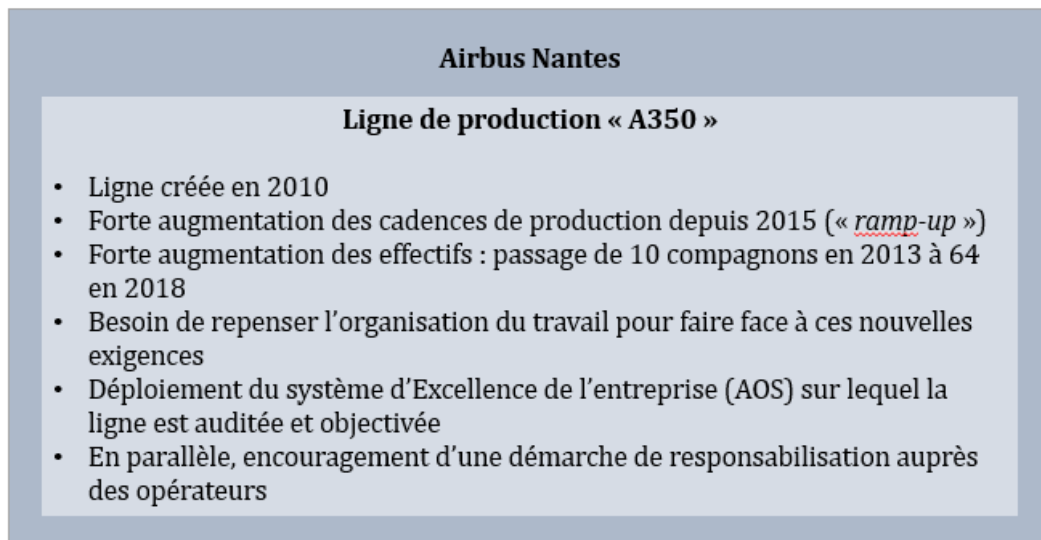 Airbus Nantes
Ligne de production « A350 »
• Ligne créée en 2010
• Forte augmentation des cadences de production depuis 2015 (« ramp-up »)
• Forte augmentation des effectifs : passage de 10 compagnons en 2013 à 64
en 2018
• Besoin de repenser l’organisation du travail pour faire face à ces nouvelles
exigences
• Déploiement du système d’Excellence de l’entreprise (AOS) sur lequel la
ligne est auditée et objectivée
• En parallèle, encouragement d’une démarche de responsabilisation auprès
des opérateurs